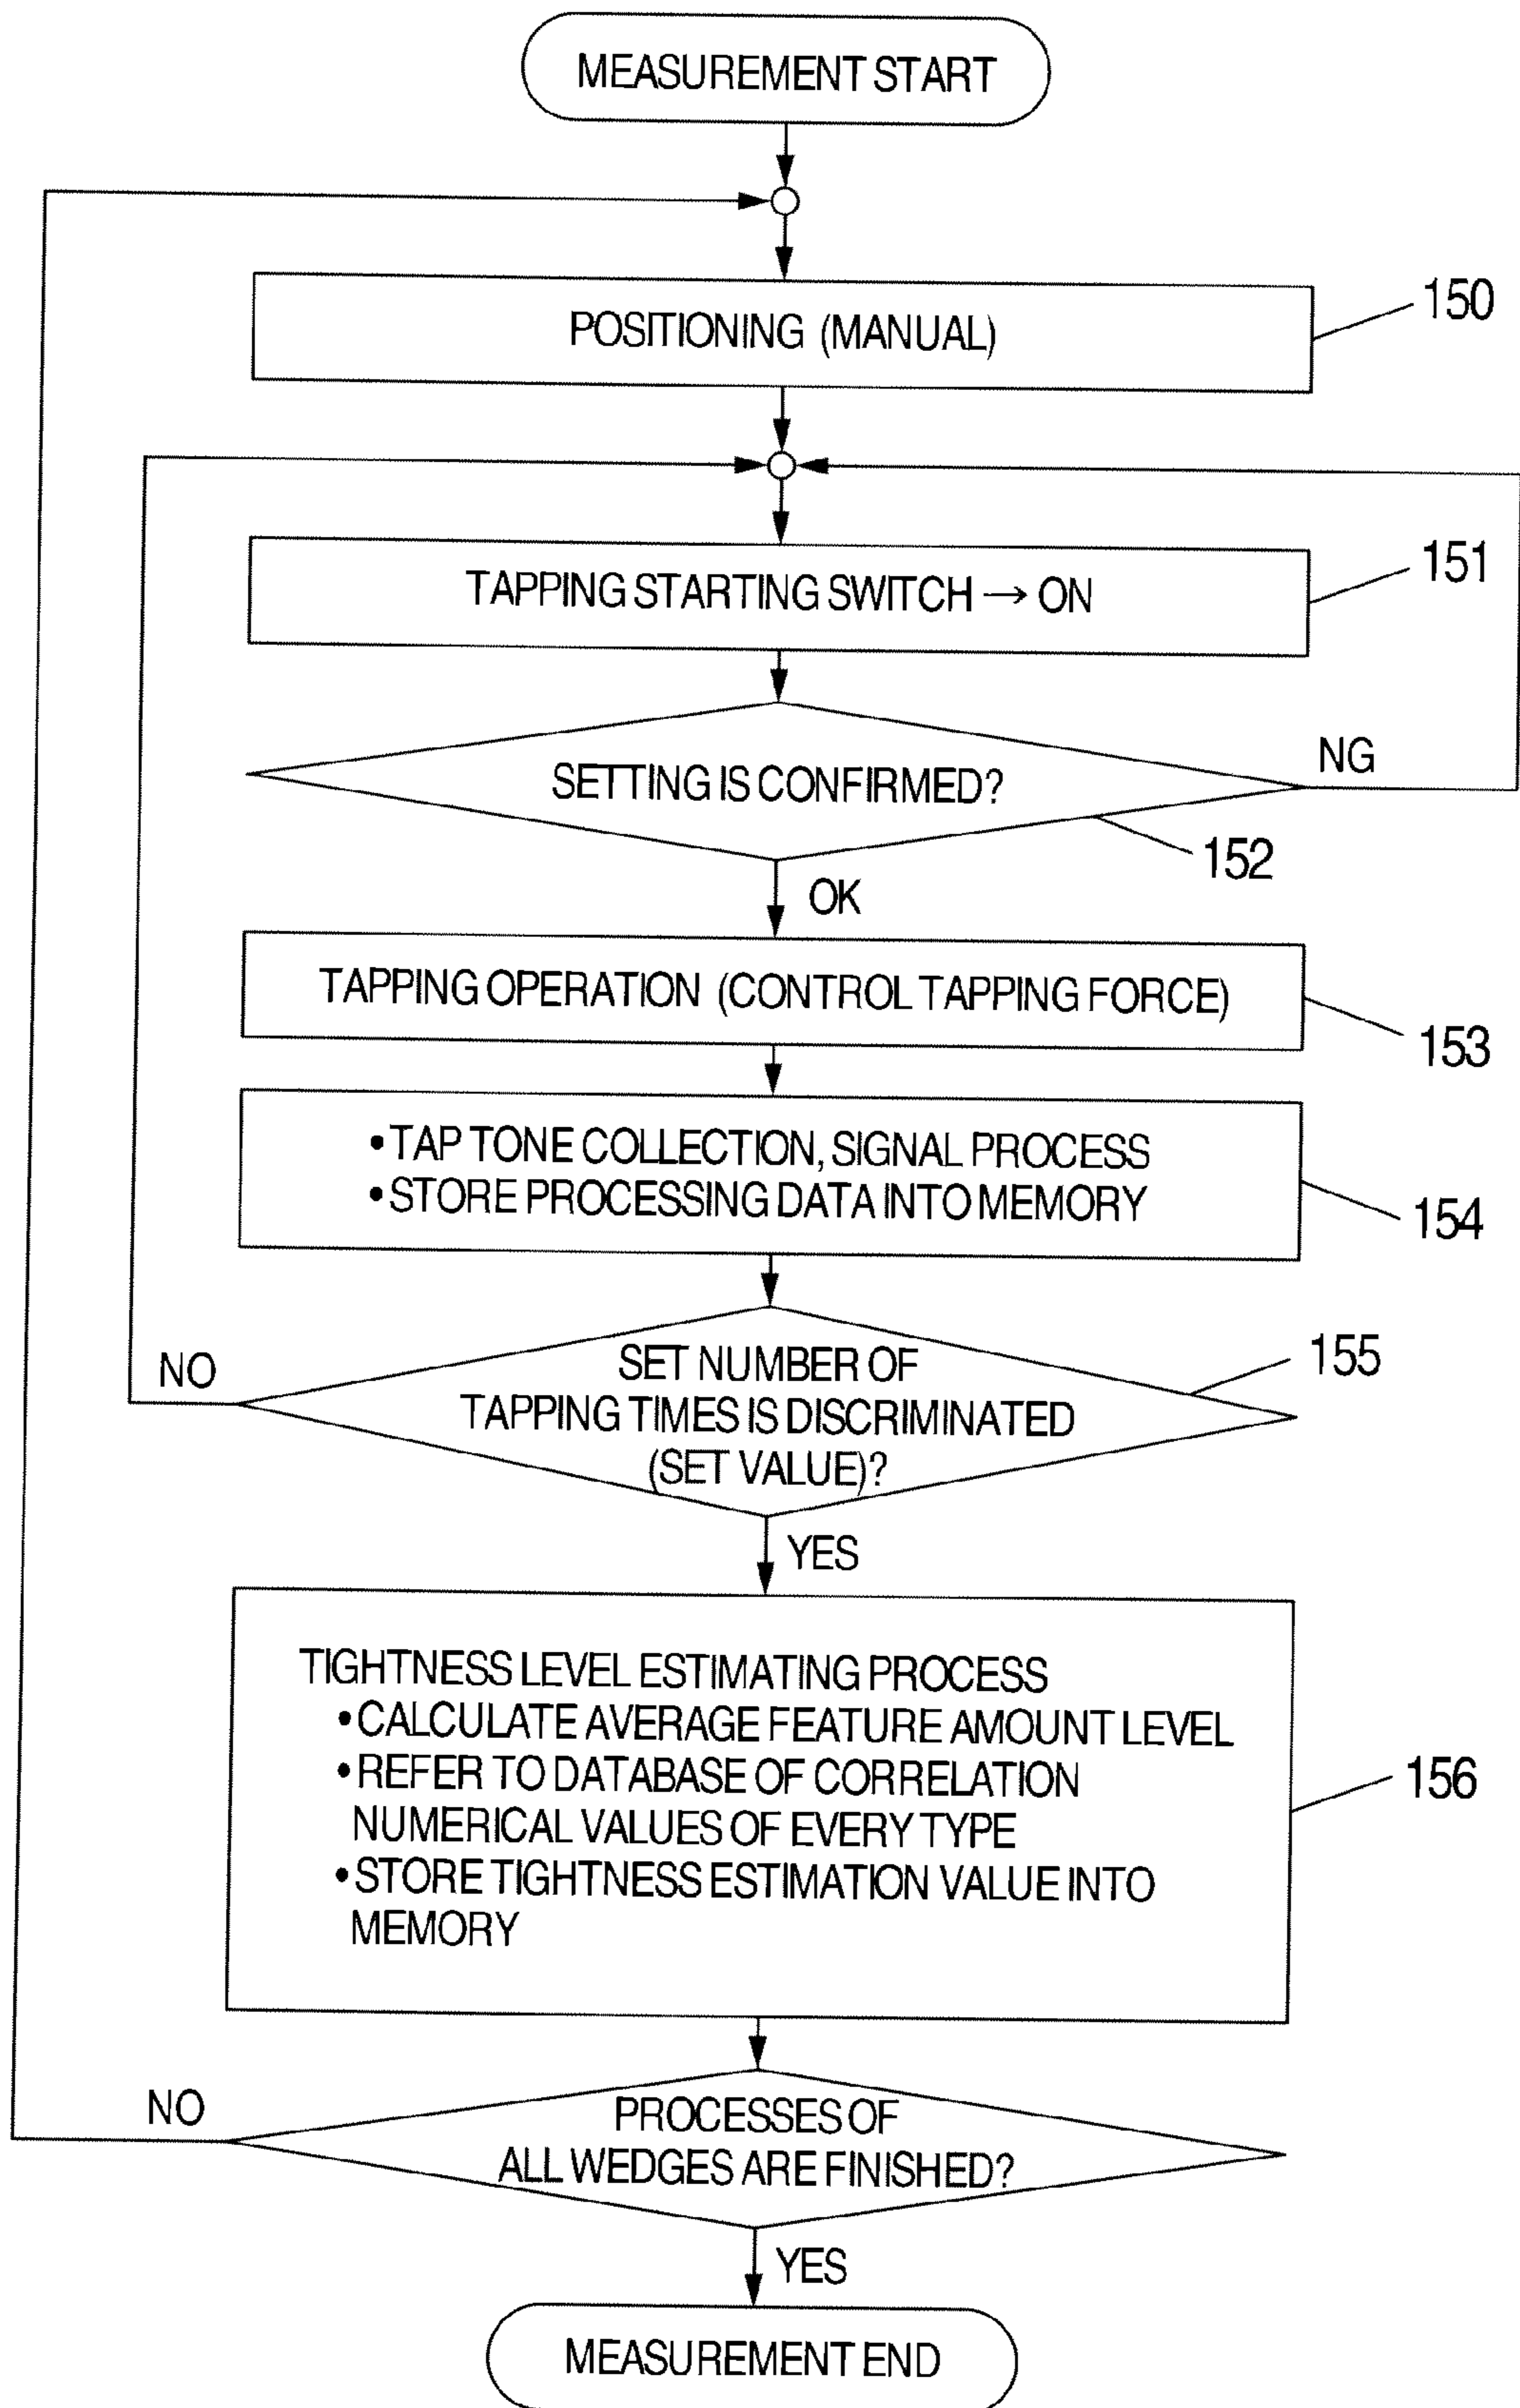 MEASUREMENT START
POSITIONING (MANUAL)
150
TAPPING STARTING SWITCH → ON
151
SETTING IS CONFIRMED?
NG
152
OK
TAPPING OPERATION (CONTROL TAPPING FORCE)
153
•TAP TONE COLLECTION, SIGNAL PROCESS
•STORE PROCESSING DATA INTO MEMORY
154
SET NUMBER OF
TAPPING TIMES IS DISCRIMINATED
(SET VALUE)?
155
NO
YES
TIGHTNESS LEVEL ESTIMATING PROCESS
•CALCULATE AVERAGE FEATURE AMOUNT LEVEL
•REFER TO DATABASE OF CORRELATION
NUMERICAL VALUES OF EVERY TYPE
•STORE TIGHTNESS ESTIMATION VALUE INTO
MEMORY
156
NO
PROCESSES OF
ALL WEDGES ARE FINISHED?
YES
MEASUREMENT END